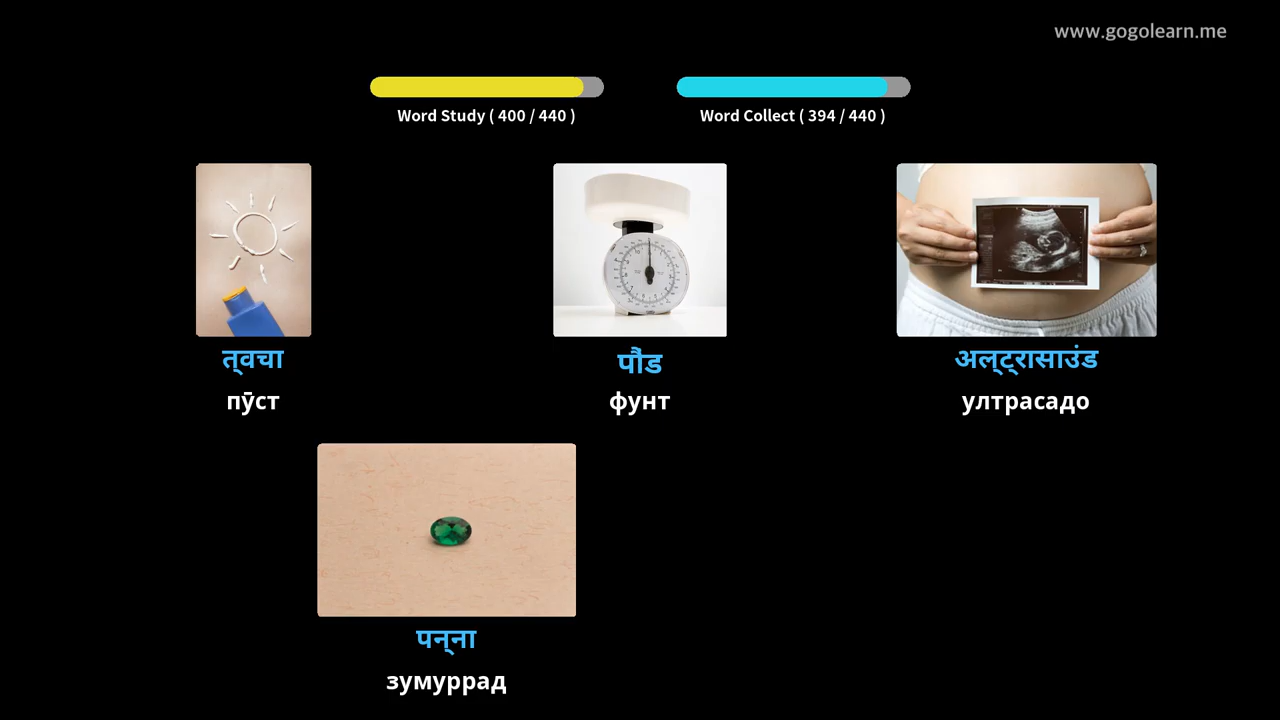 www.gogolearn.me
Word Study ( 400 / 440 )
Word Collect ( 394 / 440 )
त्वचा
पौंड
अल्ट्रासाउंड
пӯст
фунт
ултрасадо
पन्ना
зумуррад